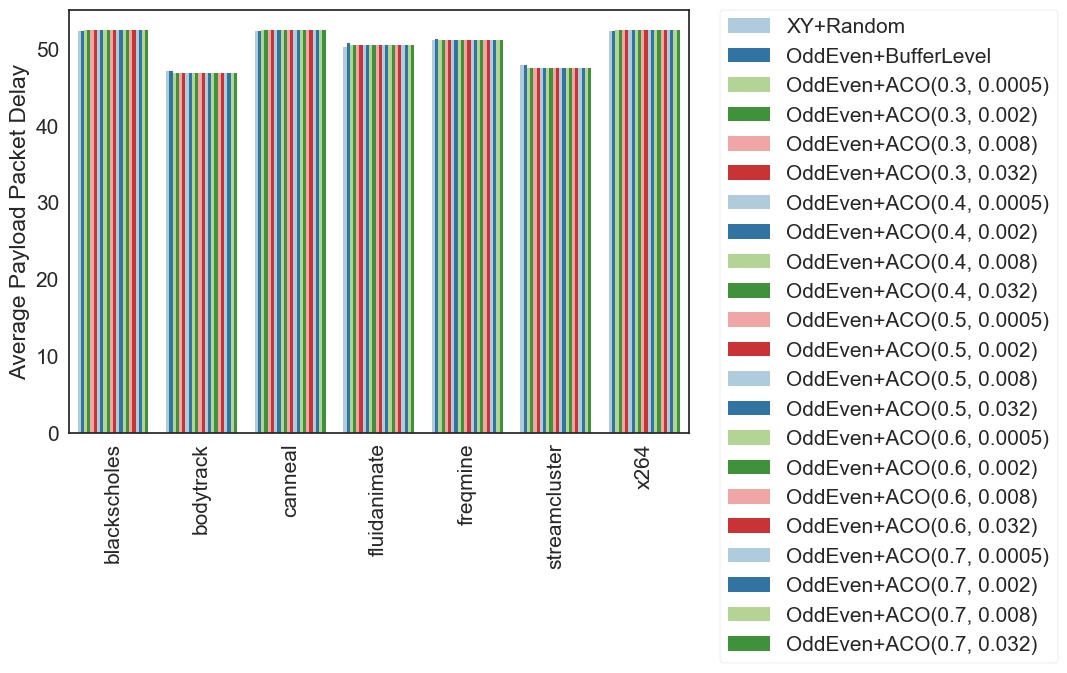 Average Payload Packet Delay
50
40
30
20
10
0
blackscholes
bodytrack
canneal
fluidanimate
freqmine
streamcluster
x264
XY+Random
OddEven+BufferLevel
OddEven+ACO(0.3, 0.0005)
OddEven+ACO(0.3, 0.002)
OddEven+ACO(0.3, 0.008)
OddEven+ACO(0.3, 0.032)
OddEven+ACO(0.4, 0.0005)
OddEven+ACO(0.4, 0.002)
OddEven+ACO(0.4, 0.008)
OddEven+ACO(0.4, 0.032)
OddEven+ACO(0.5, 0.0005)
OddEven+ACO(0.5, 0.002)
OddEven+ACO(0.5, 0.008)
OddEven+ACO(0.5, 0.032)
OddEven+ACO(0.6, 0.0005)
OddEven+ACO(0.6, 0.002)
OddEven+ACO(0.6, 0.008)
OddEven+ACO(0.6, 0.032)
OddEven+ACO(0.7, 0.0005)
OddEven+ACO(0.7, 0.002)
OddEven+ACO(0.7, 0.008)
OddEven+ACO(0.7, 0.032)